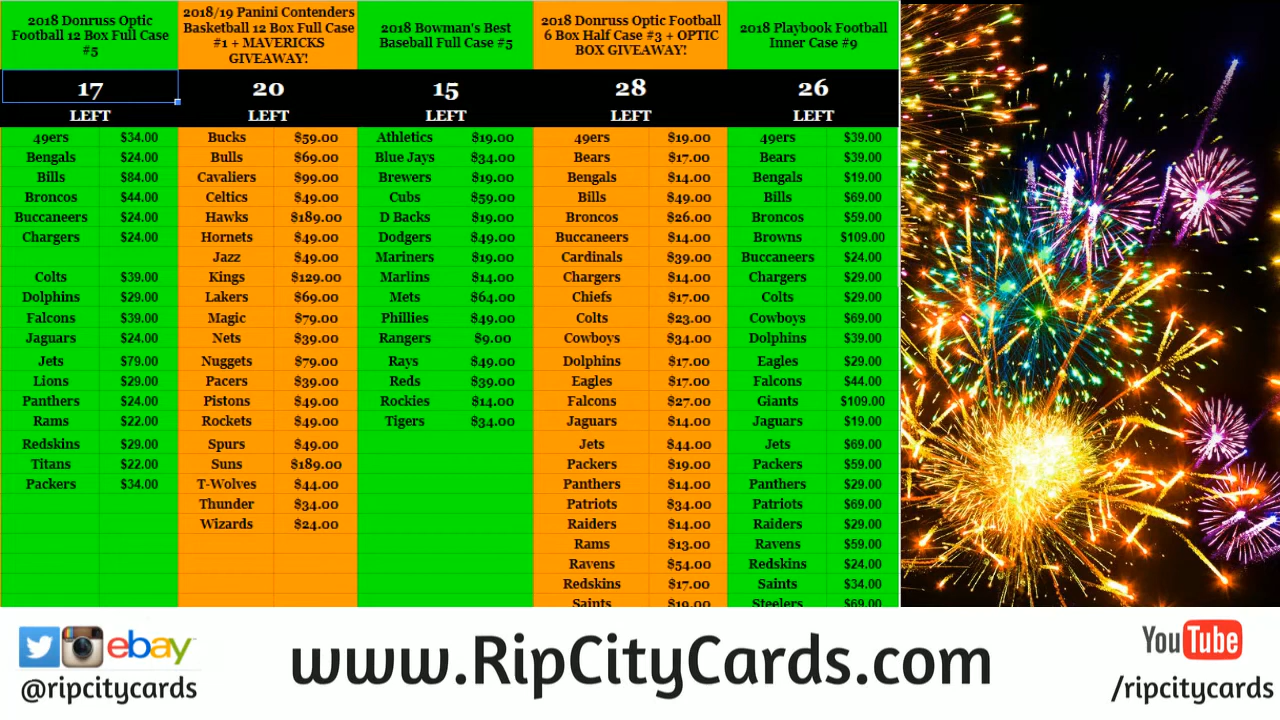 2018 Donruss Optic
Football 12 Box Full Case
#5
17
LEFT
49ers $34.00
Bengals $24.00
Bills $84.00
Broncos $44.00
Buccaneers $24.00
Chargers $24.00
Colts $39.00
Dolphins $29.00
Falcons $39.00
Jaguars $24.00
Jets $79.00
Lions $29.00
Panthers $24.00
Rams $22.00
Redskins $29.00
Titans $22.00
Packers $34.00
2018/19 Panini Contenders
Basketball 12 Box Full Case
#1 + MAVERICKS
GIVEAWAY!
20
LEFT
Bucks $59.00
Bulls $69.00
Cavaliers $99.00
Celtics $49.00
Hawks $189.00
Hornets $49.00
Jazz $49.00
Kings $129.00
Lakers $69.00
Magic $79.00
Nets $39.00
Nuggets $79.00
Pacers $39.00
Pistons $49.00
Rockets $49.00
Spurs $49.00
Suns $189.00
T-Wolves $44.00
Thunder $34.00
Wizards $24.00
2018 Bowman's Best
Baseball Full Case #5
15
LEFT
Athletics $19.00
Blue Jays $34.00
Brewers $19.00
Cubs $59.00
D Backs $19.00
Dodgers $49.00
Mariners $19.00
Marlins $14.00
Mets $64.00
Phillies $49.00
Rangers $9.00
Rays $49.00
Reds $39.00
Rockies $14.00
Tigers $34.00
2018 Donruss Optic Football
6 Box Half Case #3 + OPTIC
BOX GIVEAWAY!
28
LEFT
49ers $19.00
Bears $17.00
Bengals $14.00
Bills $49.00
Broncos $26.00
Buccaneers $14.00
Cardinals $39.00
Chargers $14.00
Chiefs $17.00
Colts $23.00
Cowboys $34.00
Dolphins $17.00
Eagles $17.00
Falcons $27.00
Jaguars $14.00
Jets $44.00
Packers $19.00
Panthers $14.00
Patriots $34.00
Raiders $14.00
Rams $13.00
Ravens $54.00
Redskins $17.00
Saints $19.00
2018 Playbook Football
Inner Case #9
26
LEFT
49ers $39.00
Bears $39.00
Bengals $19.00
Bills $69.00
Broncos $59.00
Browns $109.00
Buccaneers $24.00
Chargers $29.00
Colts $29.00
Cowboys $69.00
Dolphins $39.00
Eagles $29.00
Falcons $44.00
Giants $109.00
Jaguars $19.00
Jets $69.00
Packers $59.00
Panthers $29.00
Patriots $69.00
Raiders $29.00
Ravens $59.00
Redskins $24.00
Saints $34.00
Steelers $69.00
ebay
@ripcitycards
www.RipCityCards.com
YouTube
/ripcitycards